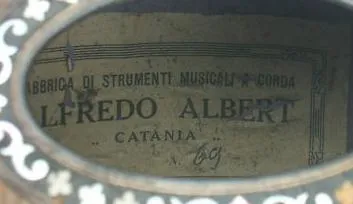 ABBRICA DI STRUMENTI MUSICALI A CORDA
LFREDO ALBERT
„ CATANIA „
N. 69